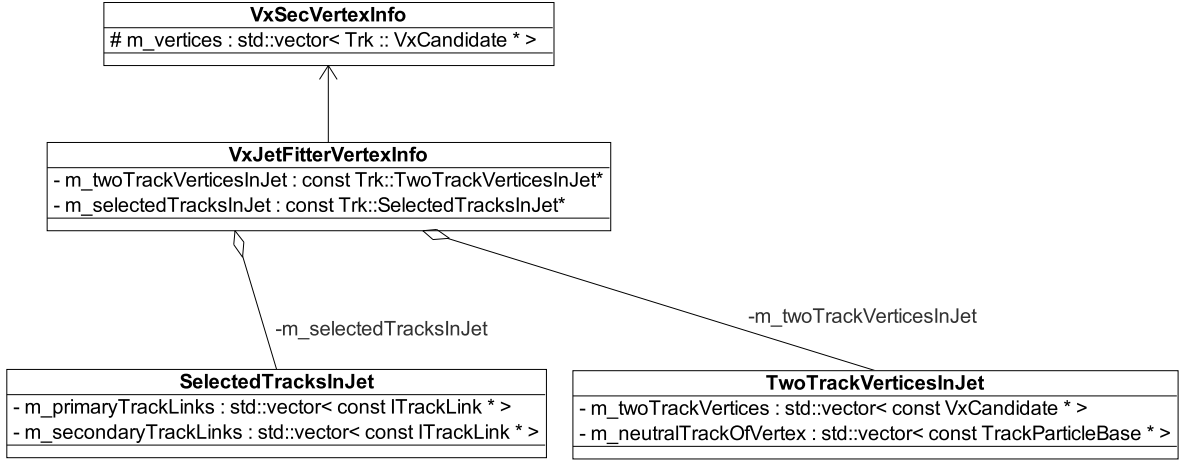 VxSecVertexInfo
# m_vertices : std::vector< Trk :: VxCandidate * >
VxJetFitterVertexInfo
- m_twoTrackVerticesInJet : const Trk::TwoTrackVerticesInJet*
- m_selectedTracksInJet : const Trk::SelectedTracksInJet*
-m_selectedTracksInJet
-m_twoTrackVerticesInJet
SelectedTracksInJet
- m_primaryTrackLinks : std::vector< const ITrackLink * >
- m_secondaryTrackLinks : std::vector< const ITrackLink * >
TwoTrackVerticesInJet
- m_twoTrackVertices : std::vector< const VxCandidate * >
- m_neutralTrackOfVertex : std::vector< const TrackParticleBase * >